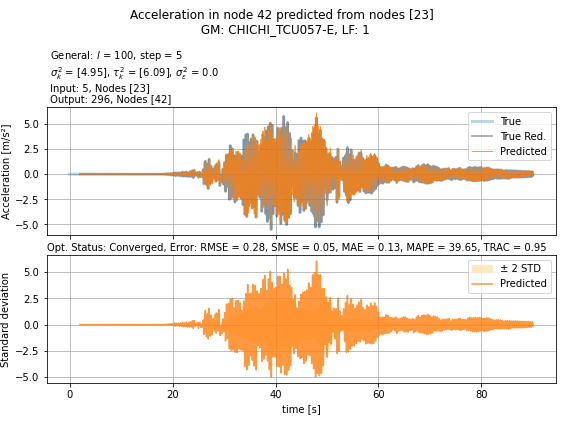 Acceleration in node 42 predicted from nodes [23]
GM: CHICHI_TCU057-E, LF: 1
General: l = 100, step = 5
σ²ₖ = [4.95], τ²ₖ = [6.09], σ²ε = 0.0
Input: 5, Nodes [23]
Output: 296, Nodes [42]
Acceleration [m/s²]
5.0
2.5
0.0
−2.5
−5.0
True
True Red.
Predicted
Opt. Status: Converged, Error: RMSE = 0.28, SMSE = 0.05, MAE = 0.13, MAPE = 39.65, TRAC = 0.95
Standard deviation
5.0
2.5
0.0
−2.5
−5.0
± 2 STD
Predicted
0 20 40 60 80
time [s]